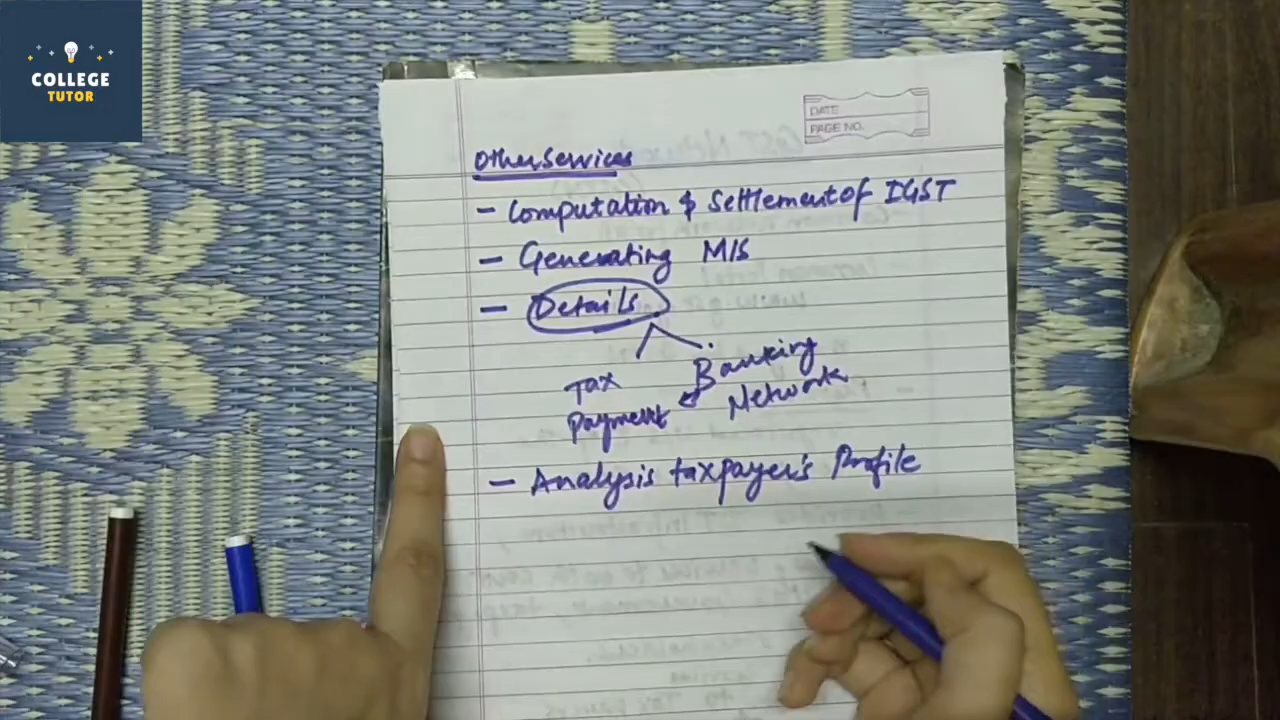 COLLEGE
TUTOR
DATE
PAGE NO.
Other Services
- Computation & Settlement of IGST
- Generating MIS
- Details
Tax
Payment
Banking
Network
- Analysis taxpayer's Profile